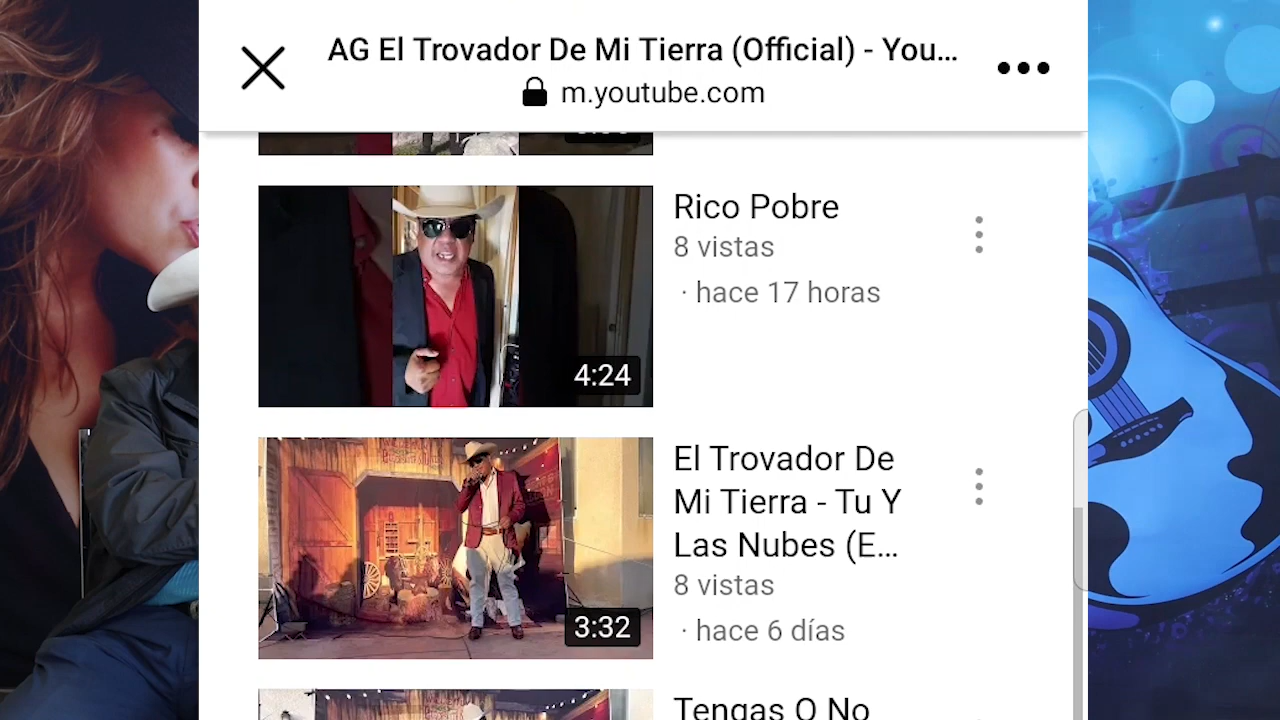 AG El Trovador De Mi Tierra (Official) - You...
m.youtube.com
Rico Pobre
8 vistas
· hace 17 horas
4:24
El Trovador De
Mi Tierra - Tu Y
Las Nubes (E...
8 vistas
· hace 6 días
3:32
Tengas O No